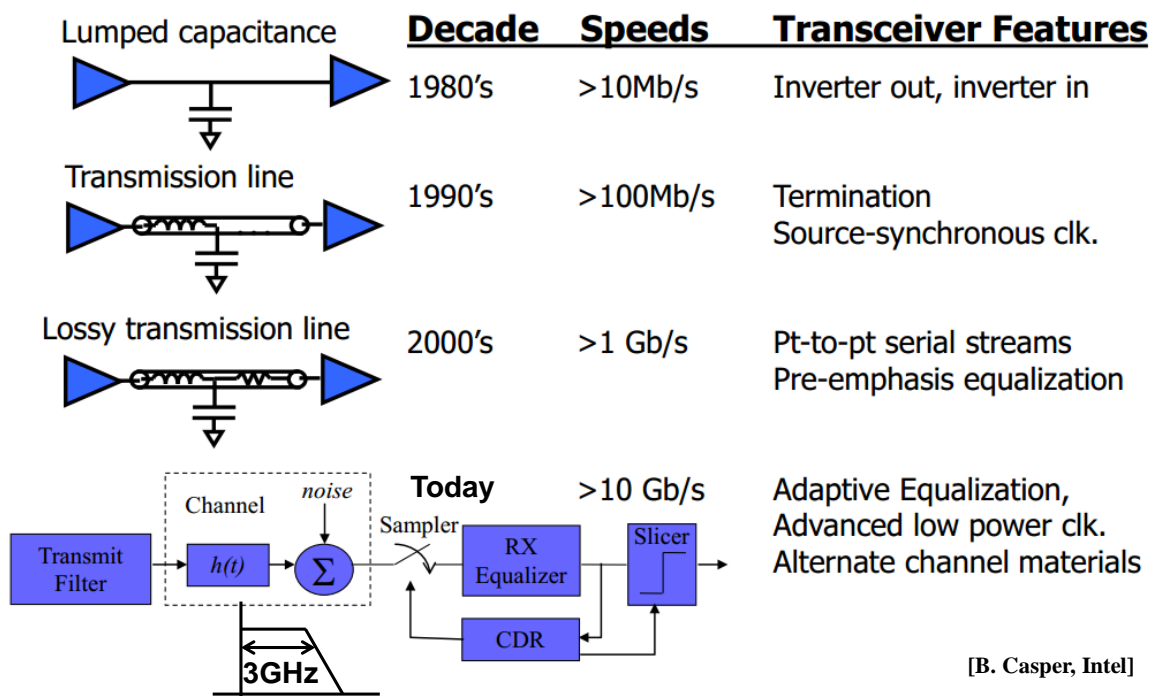 Lumped capacitance
Decade Speeds Transceiver Features
1980's >10Mb/s Inverter out, inverter in
Transmission line
1990's >100Mb/s Termination
Source-synchronous clk.
Lossy transmission line
2000's >1 Gb/s Pt-to-pt serial streams
Pre-emphasis equalization
Today >10 Gb/s Adaptive Equalization,
Advanced low power clk.
Alternate channel materials
Channel
noise
Sampler
Transmit
Filter
h(t)
Σ
RX
Equalizer
Slicer
CDR
3GHz
[B. Casper, Intel]